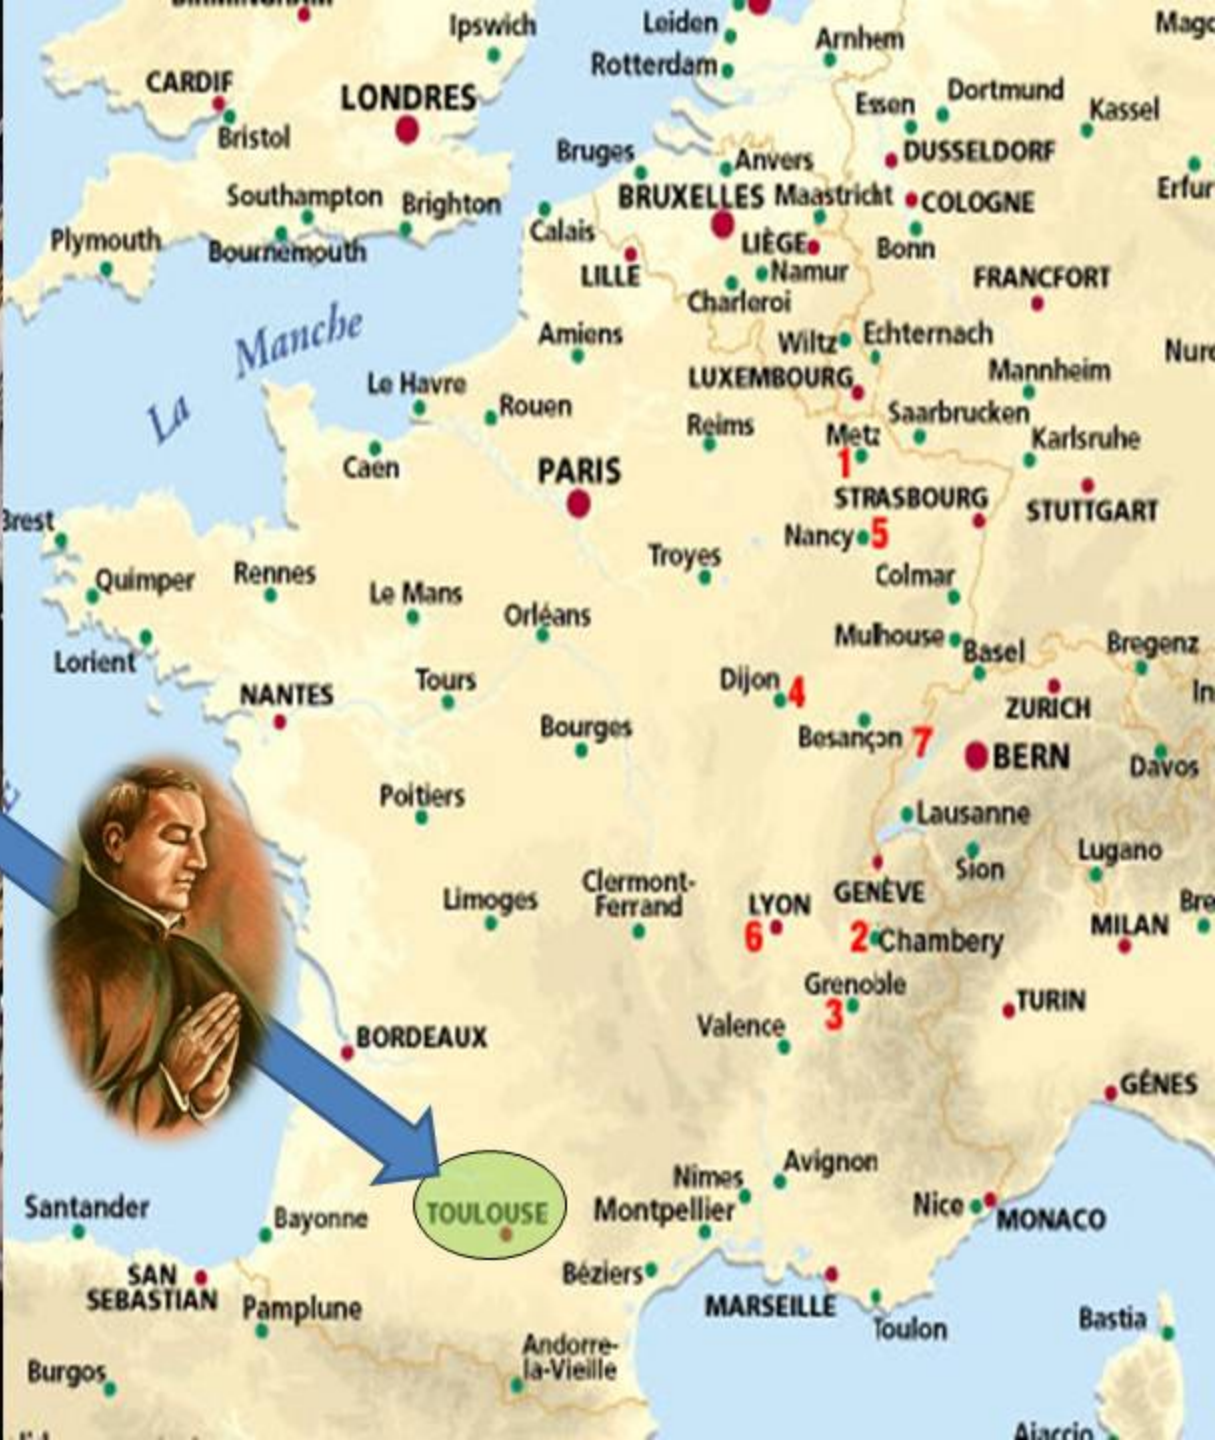 Ipswich
Leiden
Arnhem
Rotterdam
CARDIF
LONDRES
Bristol
Essen
Dortmund
Kassel
Bruges
Anvers
DUSSELDORF
Southampton
Brighton
BRUXELLES
Maastricht
COLOGNE
Plymouth
Bournemouth
Calais
LIÈGE
Bonn
LILLE
Namur
FRANCFORT
Charleroi
La Manche
Amiens
Wiltz
Echternach
LUXEMBOURG
Mannheim
Le Havre
Rouen
Reims
Saarbrucken
Metz
1
Karlsruhe
Caen
PARIS
STRASBOURG
STUTTGART
Brest
Nancy
5
Troyes
Colmar
Quimper
Rennes
Le Mans
Orléans
Mulhouse
Basel
Bregenz
Lorient
NANTES
Tours
Dijon
4
ZURICH
Bourges
Besançon
7
BERN
Davos
Poitiers
Lausanne
Sion
Lugano
Limoges
Clermont-
Ferrand
LYON
6
GENÈVE
2
Chambery
MILAN
Grenoble
3
TURIN
Valence
BORDEAUX
GÊNES
Avignon
Nimes
Santander
Bayonne
TOULOUSE
Montpellier
Nice
MONACO
Béziers
SAN
SEBASTIAN
Pamplune
MARSEILLE
Toulon
Bastia
Andorre-
la-Vieille
Burgos
Ajaccio